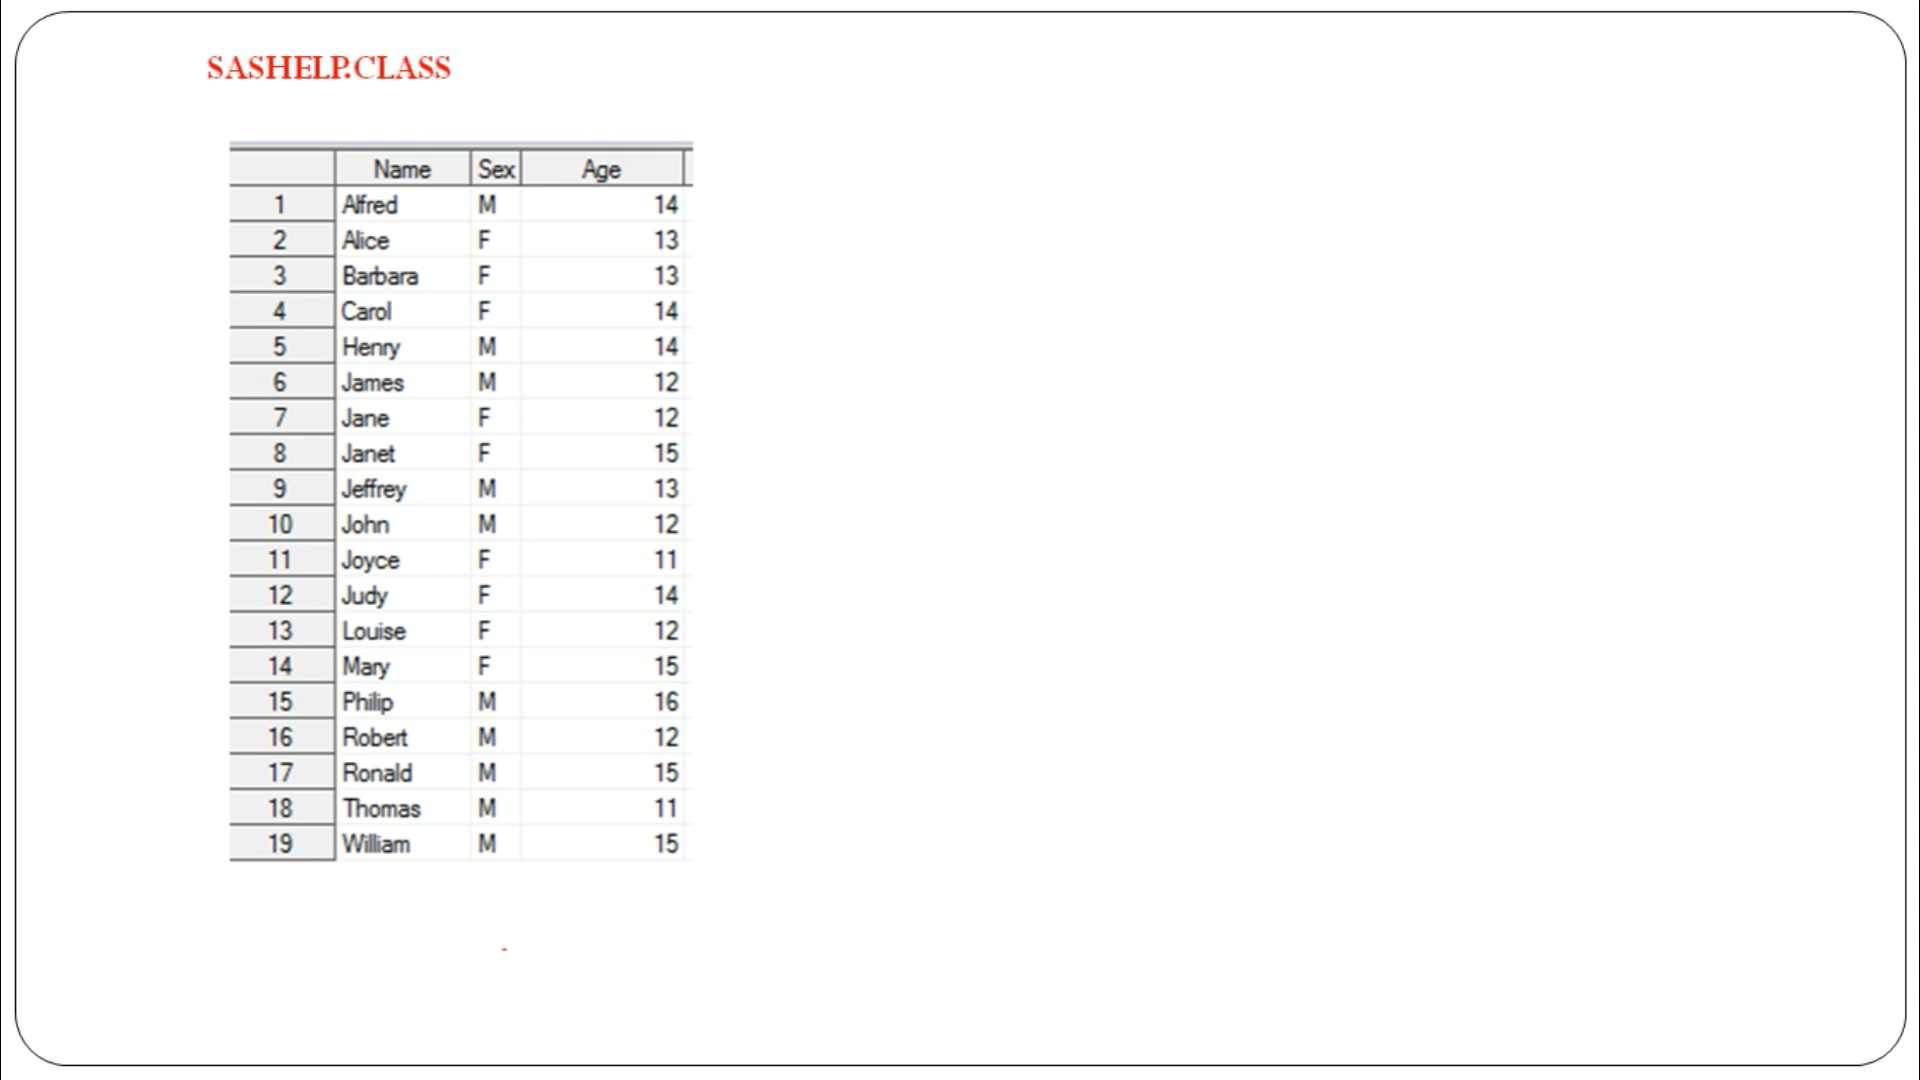 SASHELP.CLASS
Name Sex Age
1 Alfred M 14
2 Alice F 13
3 Barbara F 13
4 Carol F 14
5 Henry M 14
6 James M 12
7 Jane F 12
8 Janet F 15
9 Jeffrey M 13
10 John M 12
11 Joyce F 11
12 Judy F 14
13 Louise F 12
14 Mary F 15
15 Philip M 16
16 Robert M 12
17 Ronald M 15
18 Thomas M 11
19 William M 15
-